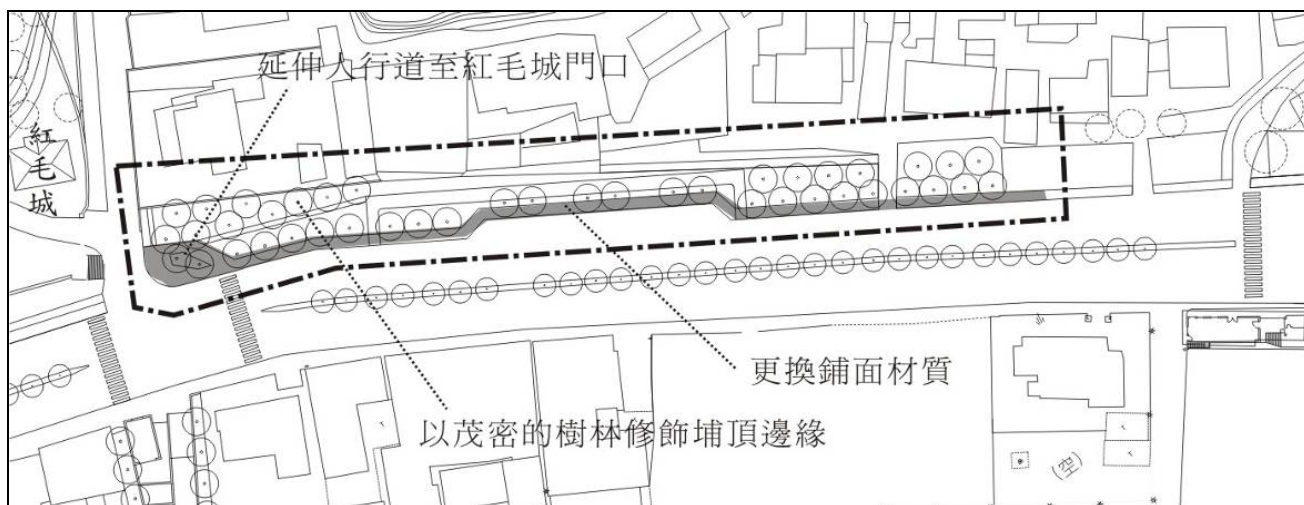 延伸人行道至紅毛城門口
紅毛城
更換鋪面材質
以茂密的樹林修飾埔頂邊緣
(空)